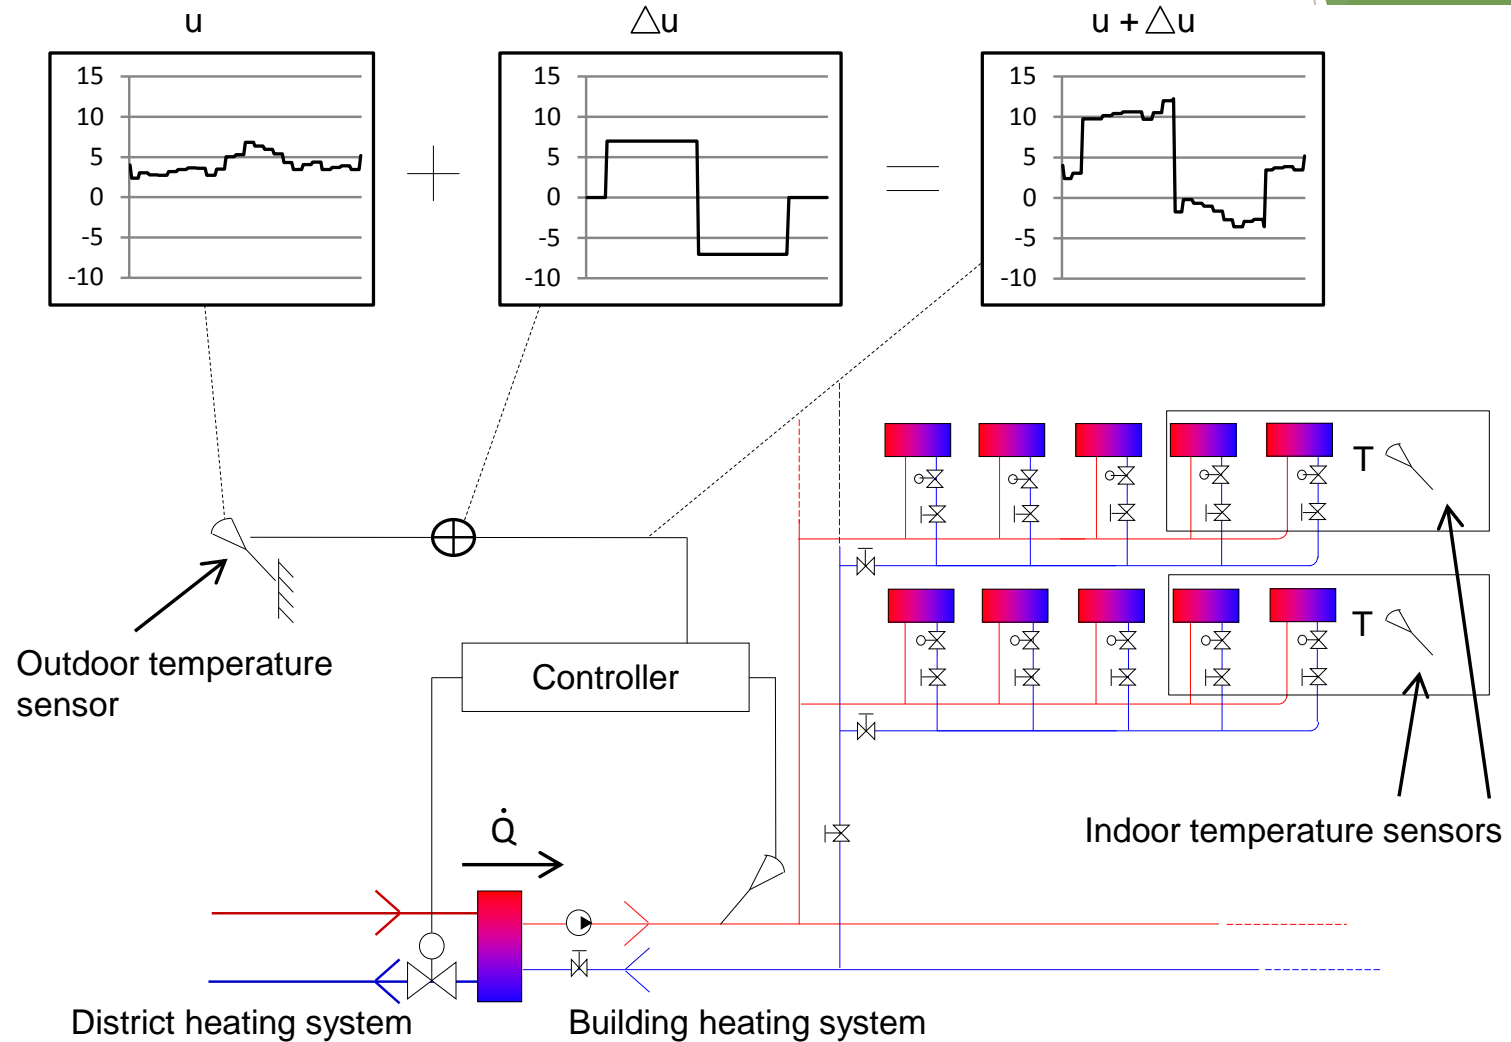 u
△u
u + △u
15
10
5
0
-5
-10
15
10
5
0
-5
-10
15
10
5
0
-5
-10
T
T
Outdoor temperature
sensor
Controller
Q̇
Indoor temperature sensors
District heating system
Building heating system